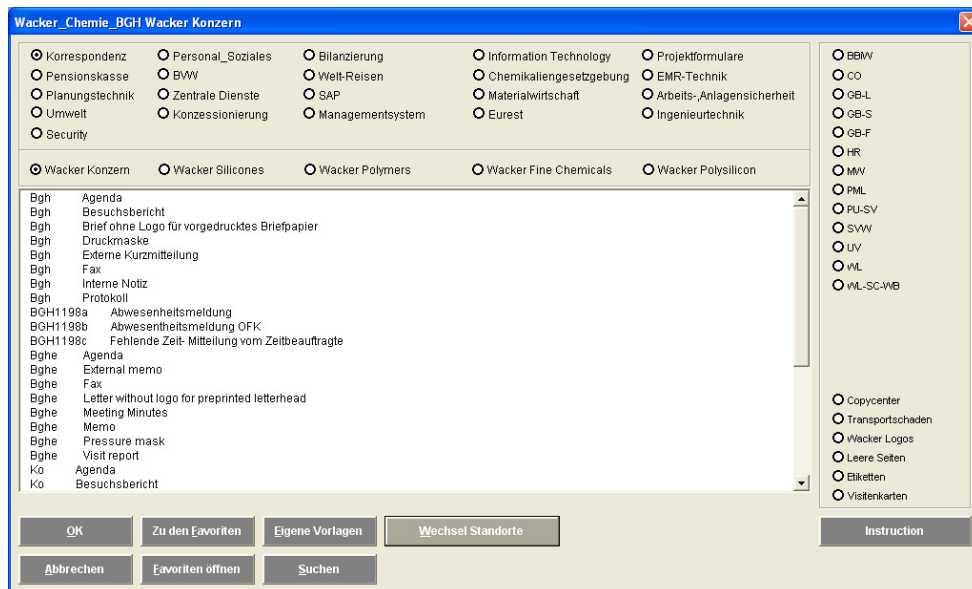 Wacker_Chemie_BGH Wacker Konzern
Korrespondenz Personal_Soziales Bilanzierung Information Technology Projektformulare
Pensionskasse BVW Welt-Reisen Chemikaliengesetzgebung EMR-Technik
Planungstechnik Zentrale Dienste SAP Materialwirtschaft Arbeits-,Anlagensicherheit
Umwelt Konzessionierung Managementsystem Eurest Ingenieurtechnik
Security
Wacker Konzern Wacker Silicones Wacker Polymers Wacker Fine Chemicals Wacker Polysilicon
Bgh Agenda
Bgh Besuchsbericht
Bgh Brief ohne Logo für vorgedrucktes Briefpapier
Bgh Druckmaske
Bgh Externe Kurzmitteilung
Bgh Fax
Bgh Interne Notiz
Bgh Protokoll
BGH1198a Abwesenheitsmeldung
BGH1198b Abwesentheitsmeldung OFK
BGH1198c Fehlende Zeit- Mitteilung vom Zeitbeauftragte
Bghe Agenda
Bghe External memo
Bghe Fax
Bghe Letter without logo for preprinted letterhead
Bghe Meeting Minutes
Bghe Memo
Bghe Pressure mask
Bghe Visit report
Ko Agenda
Ko Besuchsbericht
BBW
CO
GB-L
GB-S
GB-F
HR
MW
PML
PU-SV
SVW
UV
WL
WL-SC-WB
Copycenter
Transportschaden
Wacker Logos
Leere Seiten
Etiketten
Visitenkarten
OK Zu den Favoriten Eigene Vorlagen Wechsel Standorte Instruction
Abbrechen Favoriten öffnen Suchen